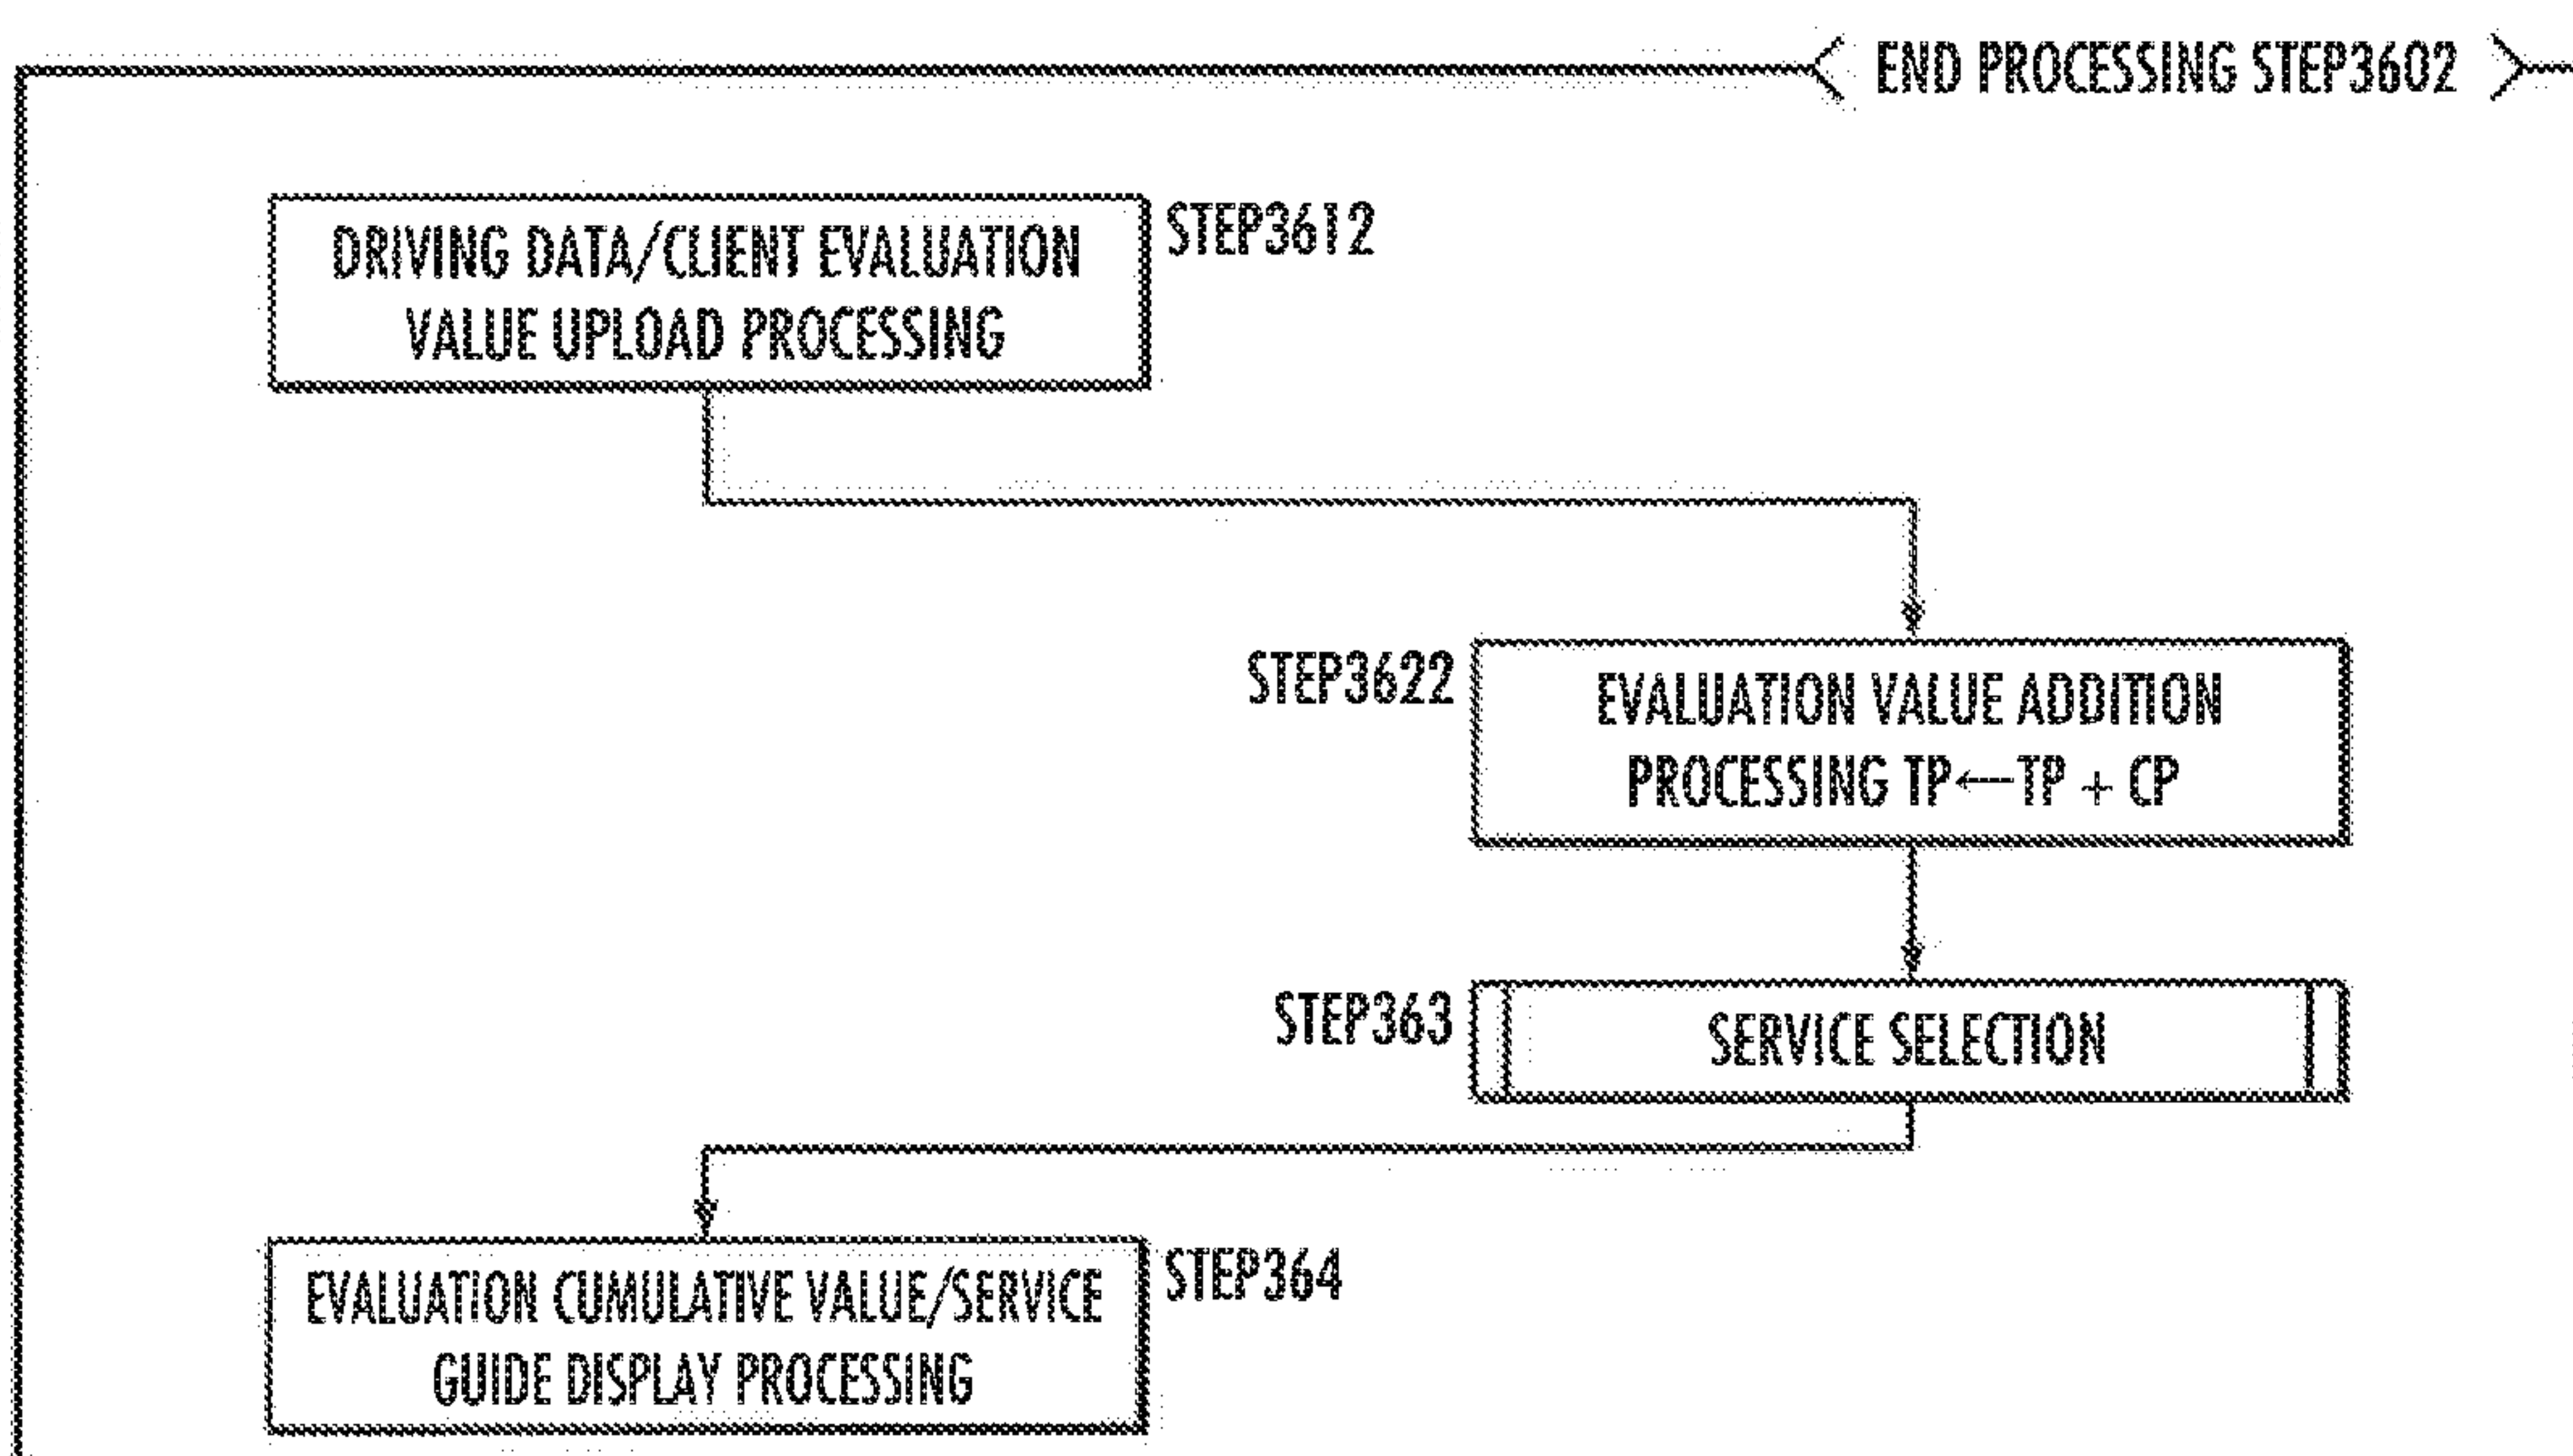 END PROCESSING STEP3602
DRIVING DATA/CLIENT EVALUATION
VALUE UPLOAD PROCESSING
STEP3612
STEP3622
EVALUATION VALUE ADDITION
PROCESSING TP←TP + CP
STEP363
SERVICE SELECTION
EVALUATION CUMULATIVE VALUE/SERVICE
GUIDE DISPLAY PROCESSING
STEP364